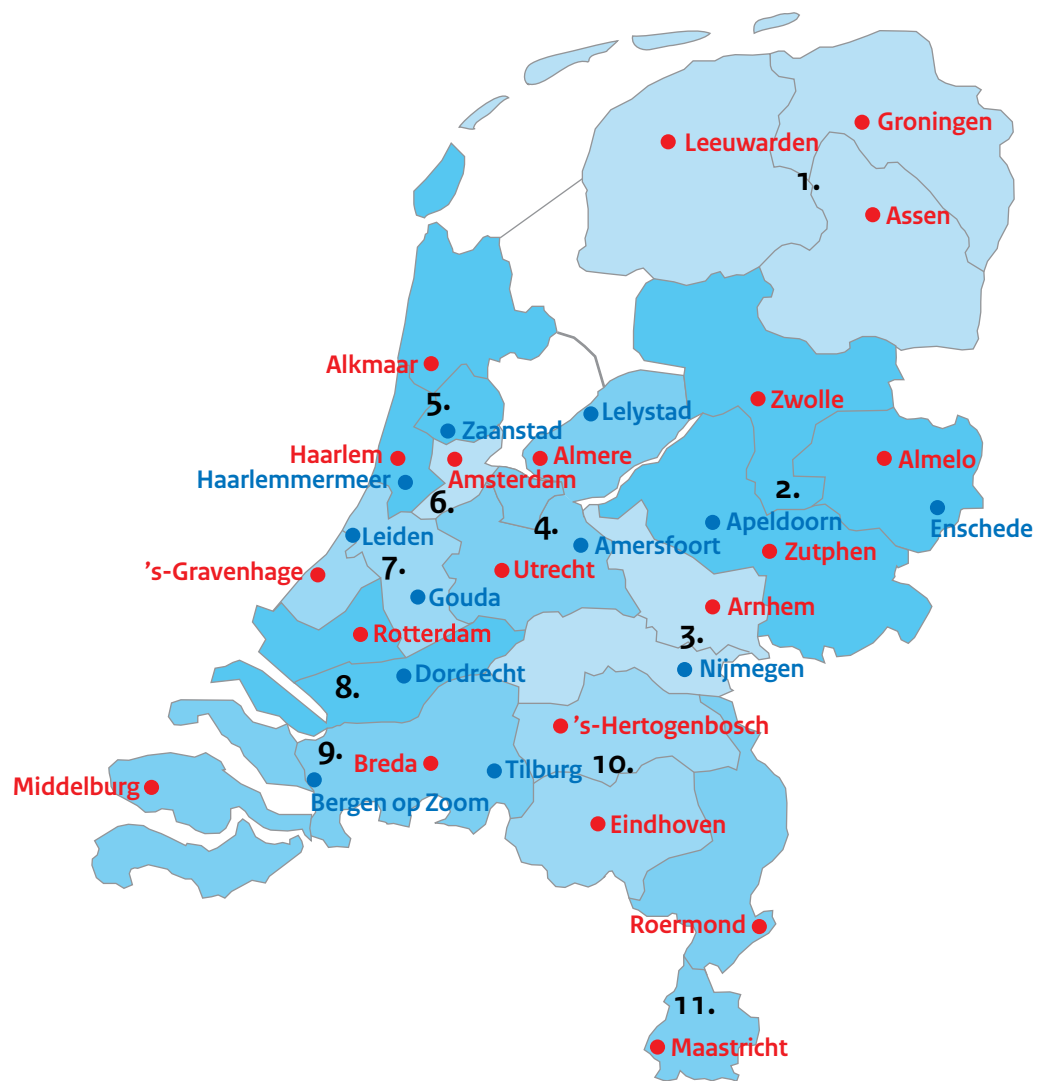 Groningen
Leeuwarden
1.
Assen
Alkmaar
5.
Zwolle
Lelystad
Zaanstad
Haarlem
Almere
Almelo
Haarlemmermeer
Amsterdam
6.
2.
4.
Apeldoorn
Enschede
Leiden
Amersfoort
Zutphen
's-Gravenhage
7.
Utrecht
Gouda
Arnhem
Rotterdam
3.
Dordrecht
Nijmegen
8.
's-Hertogenbosch
9.
Breda
Tilburg
10.
Middelburg
Bergen op Zoom
Eindhoven
Roermond
11.
Maastricht